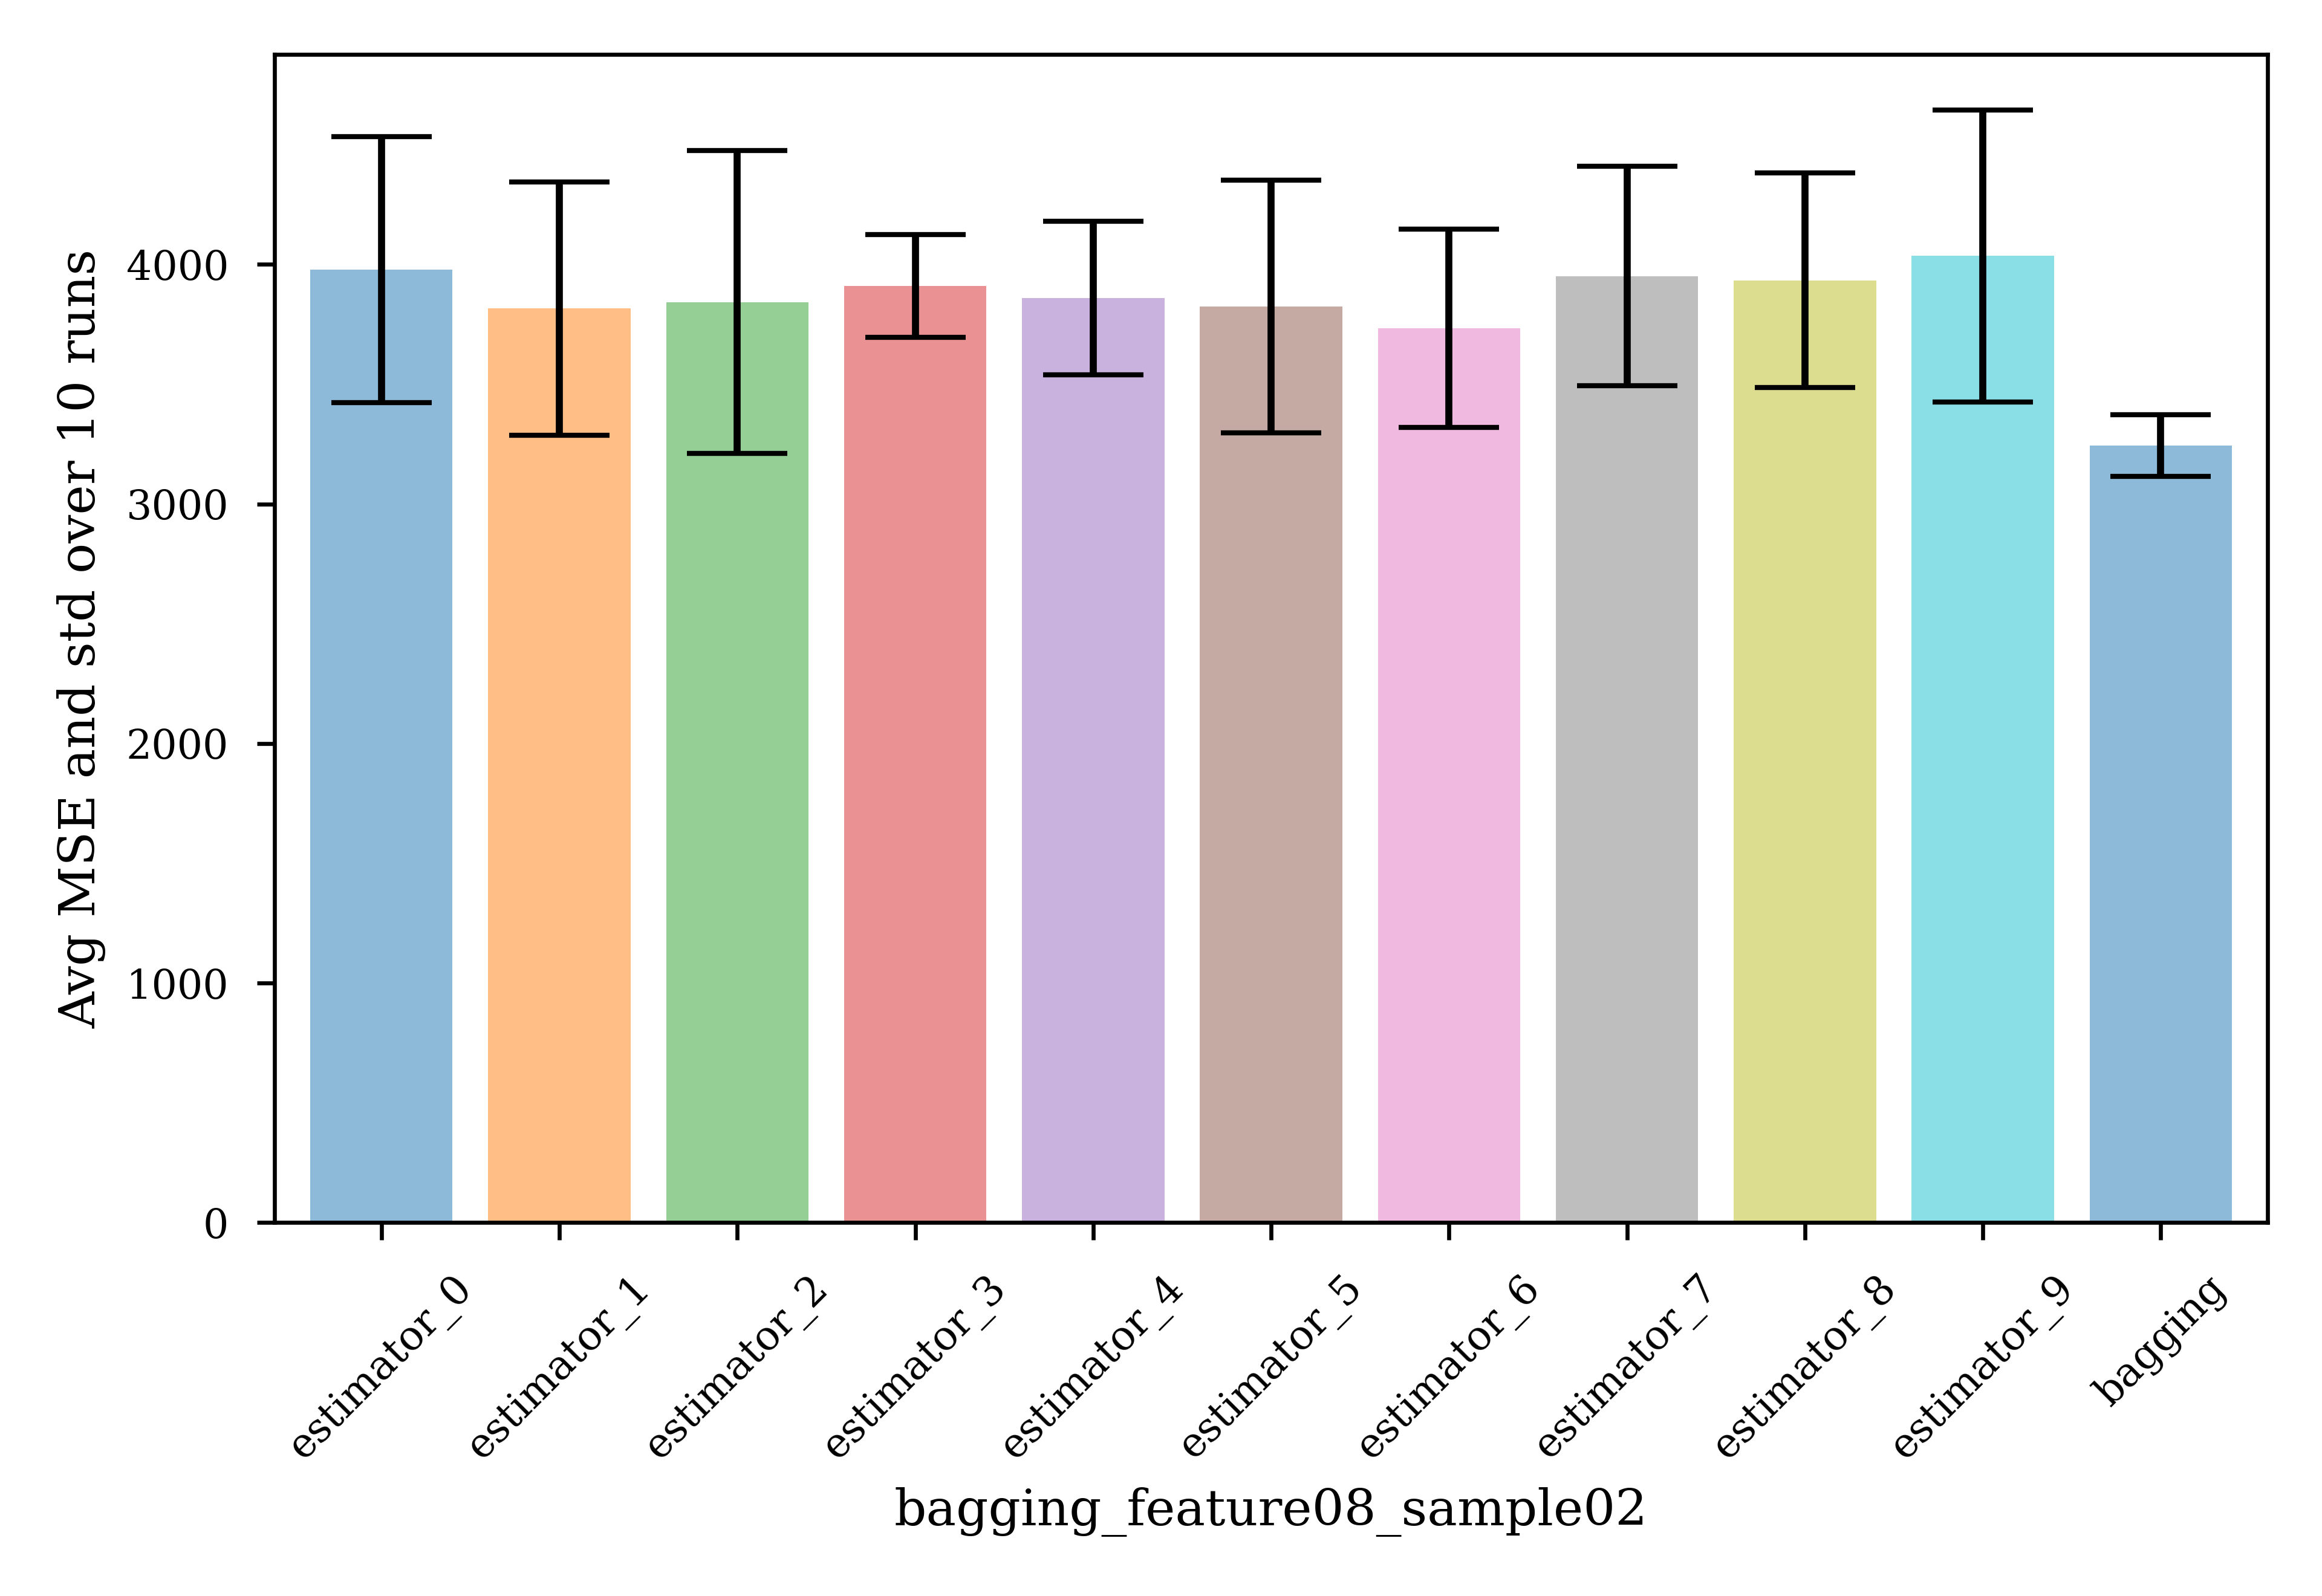 Avg MSE and std over 10 runs
4000
3000
2000
1000
0
estimator_0
estimator_1
estimator_2
estimator_3
estimator_4
estimator_5
estimator_6
estimator_7
estimator_8
estimator_9
bagging
bagging_feature08_sample02